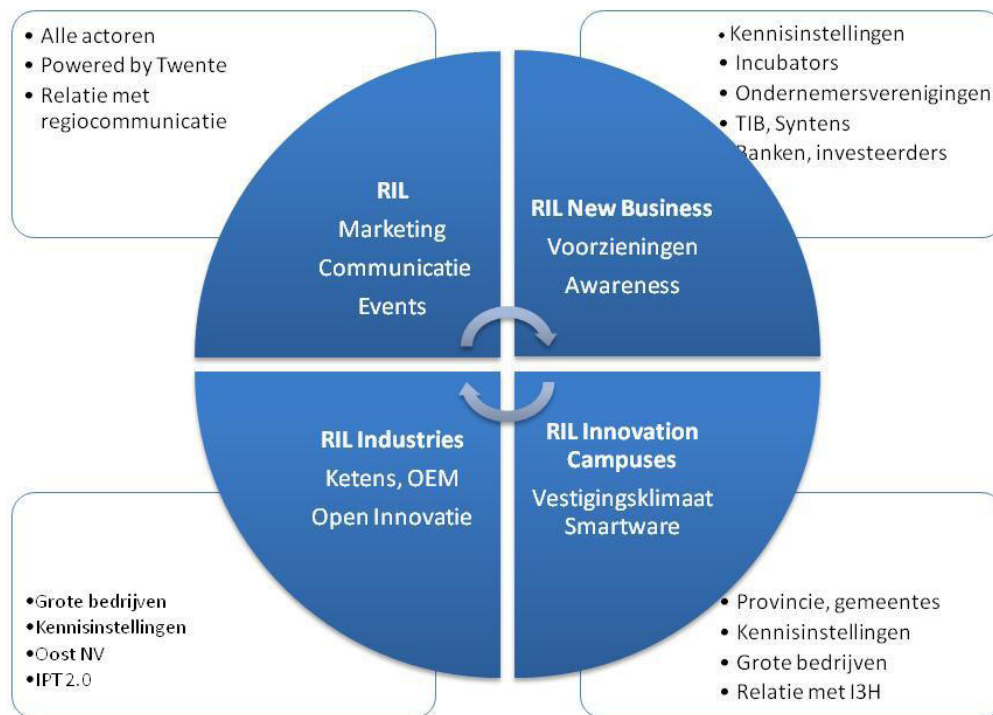 • Alle actoren
• Powered by Twente
• Relatie met
regiocommunicatie
• Kennisinstellingen
• Incubators
• Ondernemersverenigingen
• TIB, Syntens
Banken, investeerders
RIL
Marketing
Communicatie
Events
RIL New Business
Voorzieningen
Awareness
RIL Industries
Ketens, OEM
Open Innovatie
RIL Innovation
Campuses
Vestigingsklimaat
Smartware
•Grote bedrijven
•Kennisinstellingen
•Oost NV
•IPT 2.0
• Provincie, gemeentes
• Kennisinstellingen
• Grote bedrijven
• Relatie met I3H